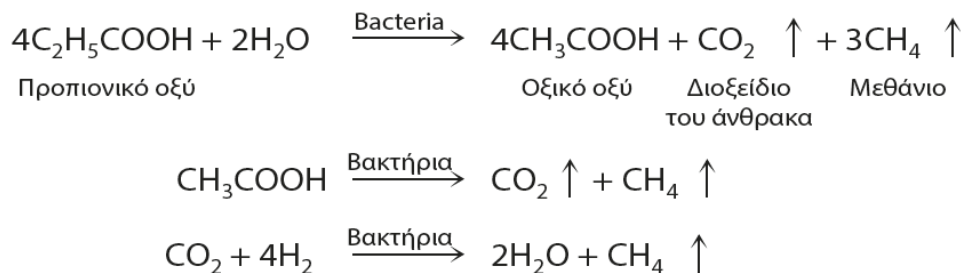 Bacteria
4C₂H₅COOH + 2H₂O ⟶ 4CH₃COOH + CO₂ ↑ + 3CH₄ ↑
Προπιονικό οξύ Οξικό οξύ Διοξείδιο του άνθρακα Μεθάνιο
Βακτήρια
CH₃COOH ⟶ CO₂ ↑ + CH₄ ↑
Βακτήρια
CO₂ + 4H₂ ⟶ 2H₂O + CH₄ ↑